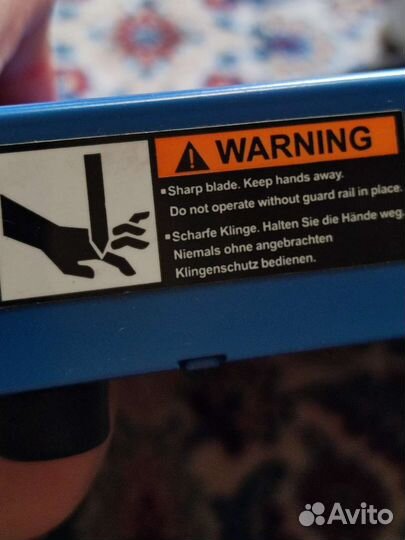 WARNING
▪Sharp blade. Keep hands away.
Do not operate without guard rail in place.
▪Scharfe Klinge. Halten Sie die Hände weg.
Niemals ohne angebrachten
Klingenschutz bedienen.
Avito